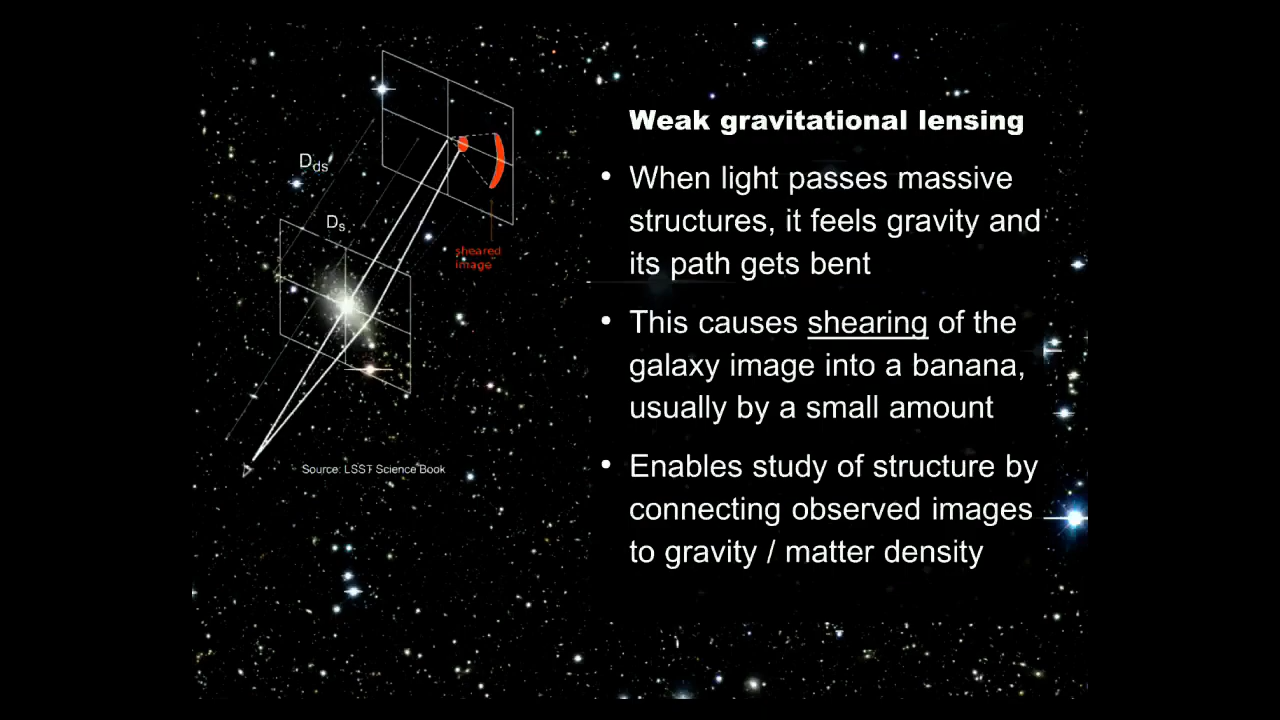 Weak gravitational lensing
• When light passes massive
structures, it feels gravity and
its path gets bent
• This causes shearing of the
galaxy image into a banana,
usually by a small amount
• Enables study of structure by
connecting observed images
to gravity / matter density
Dds
Ds
sheared
image
Source: LSST Science Book